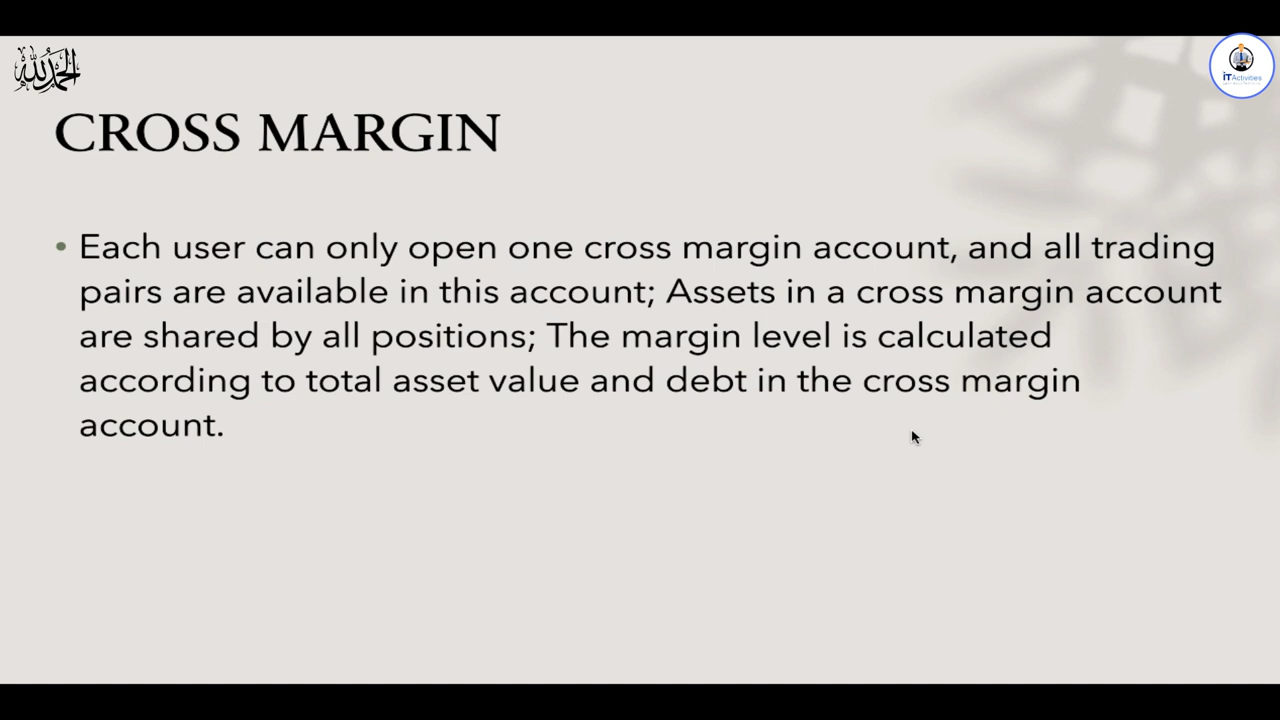 الحمدلله
iTActivities
CROSS MARGIN
• Each user can only open one cross margin account, and all trading
pairs are available in this account; Assets in a cross margin account
are shared by all positions; The margin level is calculated
according to total asset value and debt in the cross margin
account.